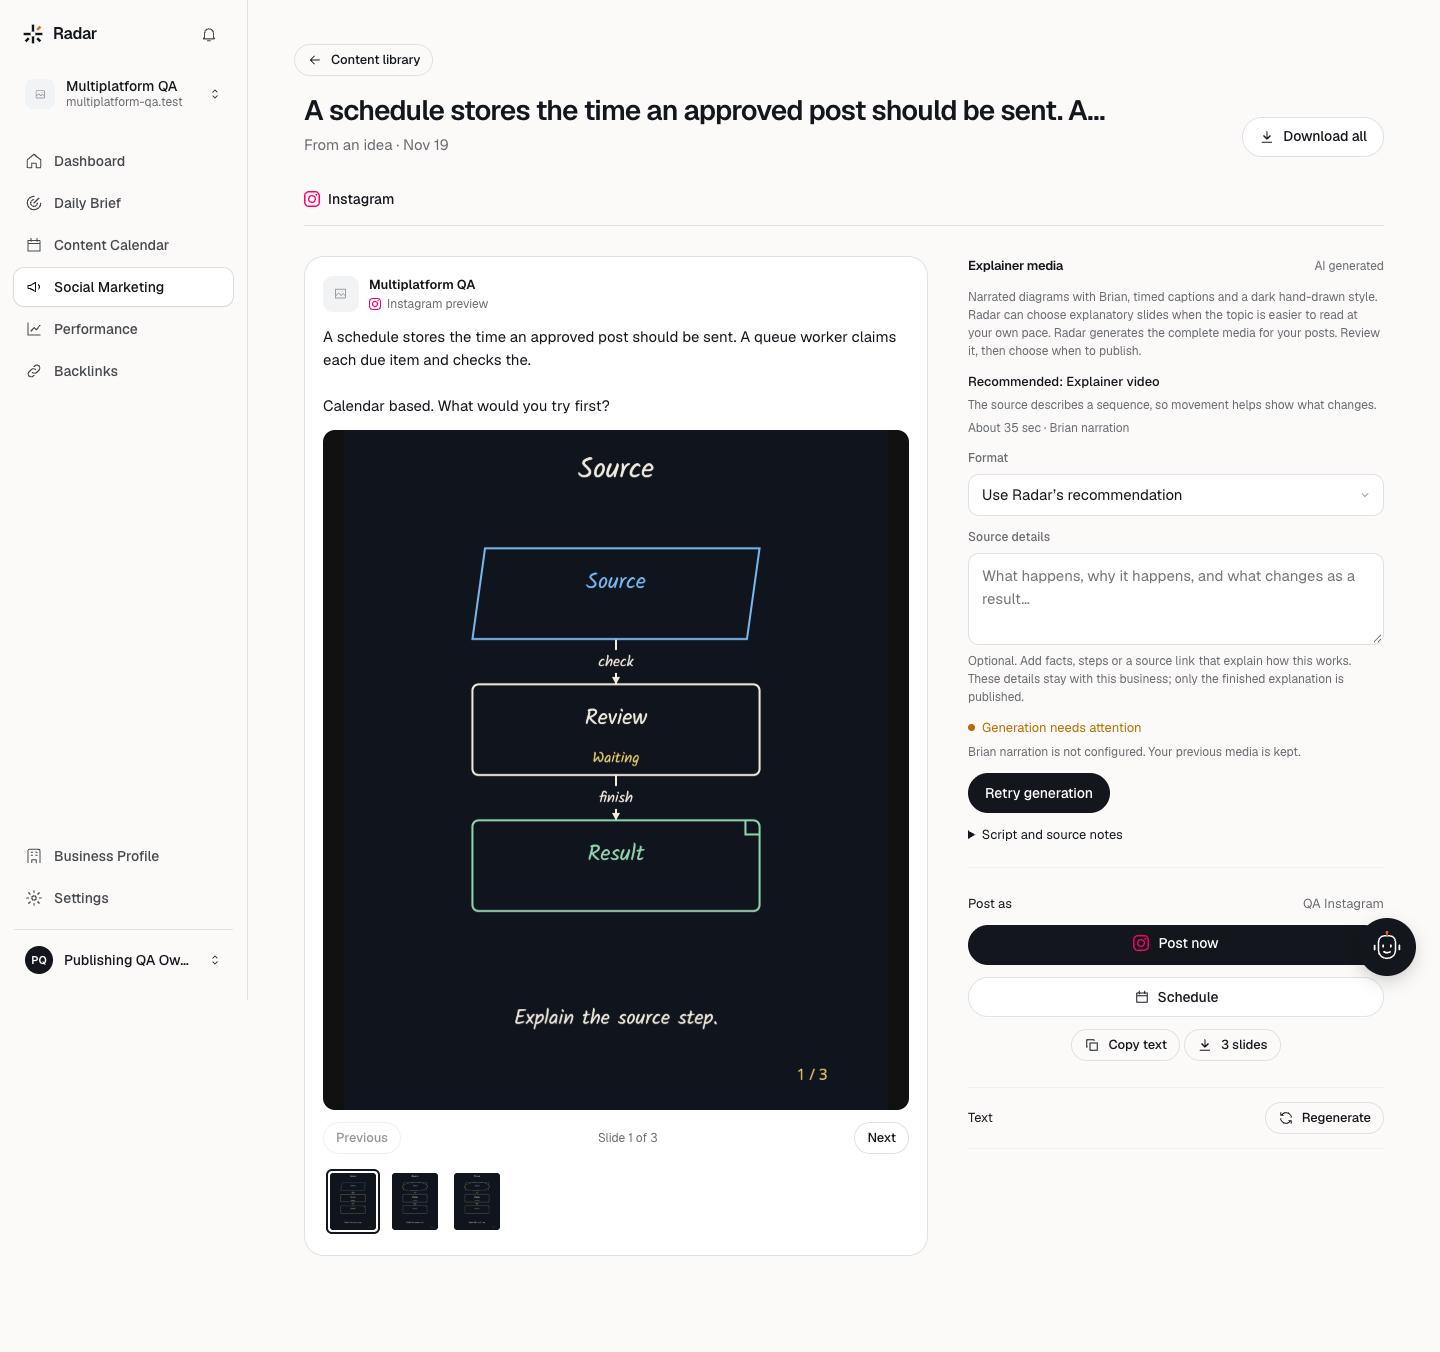 Radar
Multiplatform QA
multiplatform-qa.test
Dashboard
Daily Brief
Content Calendar
Social Marketing
Performance
Backlinks
Business Profile
Settings
PQ
Publishing QA Ow...
Content library
A schedule stores the time an approved post should be sent. A...
From an idea · Nov 19
Download all
Instagram
Multiplatform QA
Instagram preview
A schedule stores the time an approved post should be sent. A queue worker claims
each due item and checks the.
Calendar based. What would you try first?
Source
Source
check
Review
Waiting
finish
Result
Explain the source step.
1 / 3
Previous
Slide 1 of 3
Next
Explainer media
AI generated
Narrated diagrams with Brian, timed captions and a dark hand-drawn style.
Radar can choose explanatory slides when the topic is easier to read at
your own pace. Radar generates the complete media for your posts. Review
it, then choose when to publish.
Recommended: Explainer video
The source describes a sequence, so movement helps show what changes.
About 35 sec · Brian narration
Format
Use Radar's recommendation
Source details
What happens, why it happens, and what changes as a
result...
Optional. Add facts, steps or a source link that explain how this works.
These details stay with this business; only the finished explanation is
published.
Generation needs attention
Brian narration is not configured. Your previous media is kept.
Retry generation
Script and source notes
Post as
QA Instagram
Post now
Schedule
Copy text
3 slides
Text
Regenerate